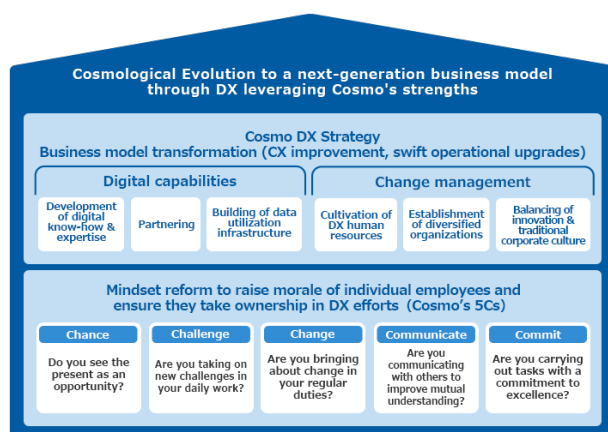 Cosmological Evolution to a next-generation business model
through DX leveraging Cosmo's strengths
Cosmo DX Strategy
Business model transformation (CX improvement, swift operational upgrades)
Digital capabilities
Change management
Development
of digital
know-how &
expertise
Partnering
Building of data
utilization
infrastructure
Cultivation of
DX human
resources
Establishment
of diversified
organizations
Balancing of
innovation &
traditional
corporate culture
Mindset reform to raise morale of individual employees and
ensure they take ownership in DX efforts (Cosmo's 5Cs)
Chance
Do you see the
present as an
opportunity?
Challenge
Are you taking on
new challenges in
your daily work?
Change
Are you bringing
about change in
your regular
duties?
Communicate
Are you
communicating
with others to
improve mutual
understanding?
Commit
Are you carrying
out tasks with a
commitment to
excellence?